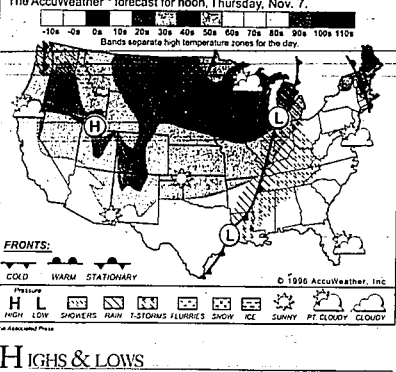 The AccuWeather® forecast for noon, Thursday, Nov. 7.
-10s -0s 0s 10s 20s 30s 40s 50s 60s 70s 80s 90s 100s 110s
Bands separate high temperature zones for the day.
H
L
L
FRONTS:
COLD WARM STATIONARY
© 1996 AccuWeather, Inc
Pressure
H L
HIGH LOW SHOWERS RAIN T-STORMS FLURRIES SNOW ICE SUNNY PT. CLOUDY CLOUDY
Associated Press
HIGHS & LOWS